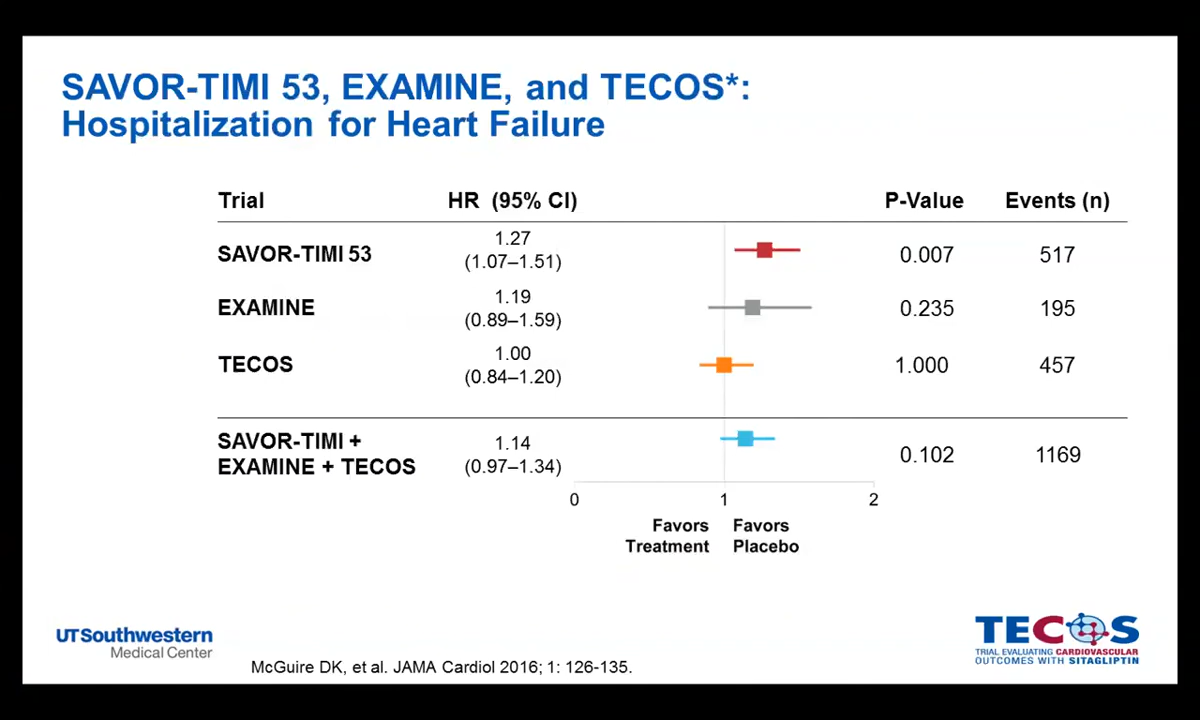 SAVOR-TIMI 53, EXAMINE, and TECOS*:
Hospitalization for Heart Failure
Trial HR (95% CI) P-Value Events (n)
SAVOR-TIMI 53 1.27 (1.07–1.51) 0.007 517
EXAMINE 1.19 (0.89–1.59) 0.235 195
TECOS 1.00 (0.84–1.20) 1.000 457
SAVOR-TIMI +
EXAMINE + TECOS 1.14 (0.97–1.34) 0.102 1169
0 1 2
Favors Favors
Treatment Placebo
UTSouthwestern
Medical Center
McGuire DK, et al. JAMA Cardiol 2016; 1: 126-135.
TECOS
TRIAL EVALUATING CARDIOVASCULAR
OUTCOMES WITH SITAGLIPTIN